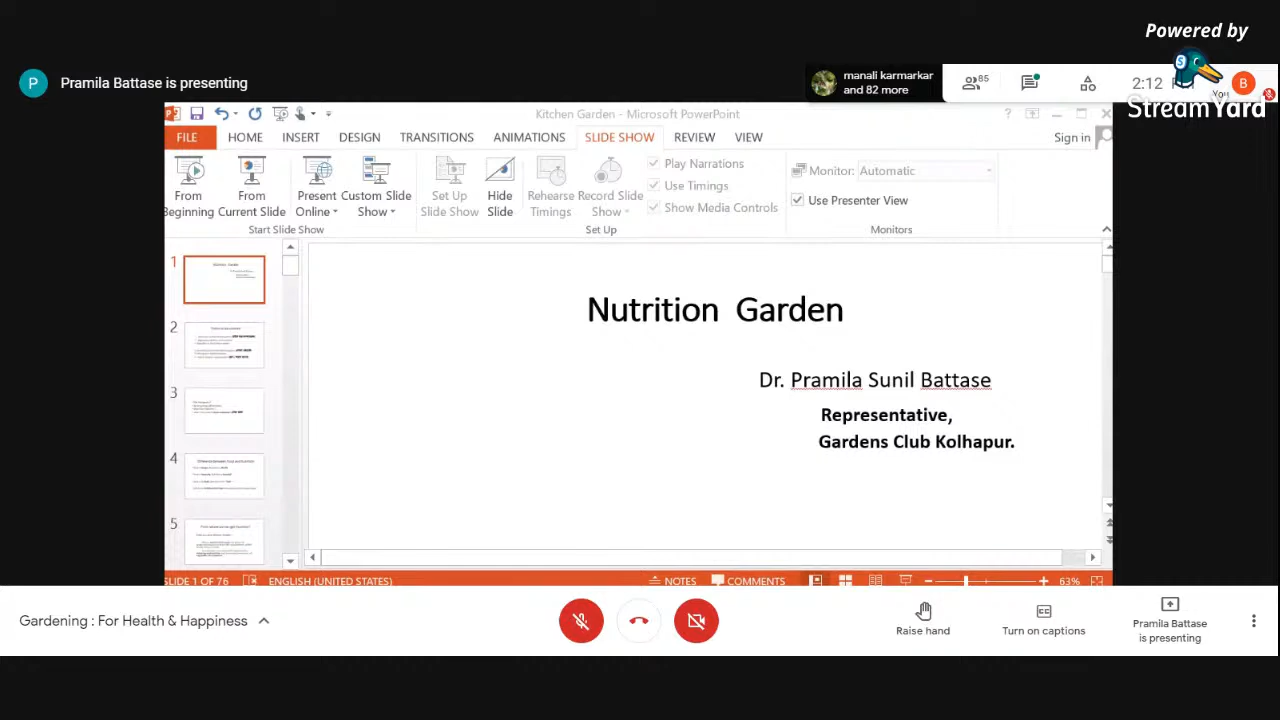 Powered by
StreamYard
P
Pramila Battase is presenting
manali karmarkar
and 82 more
85
2:12
You
B
Kitchen Garden - Microsoft PowerPoint
FILE
HOME
INSERT
DESIGN
TRANSITIONS
ANIMATIONS
SLIDE SHOW
REVIEW
VIEW
Sign in
From
Beginning
From
Current Slide
Present
Online
Custom Slide
Show
Set Up
Slide Show
Hide
Slide
Rehearse
Timings
Record Slide
Show
Play Narrations
Use Timings
Show Media Controls
Monitor:
Automatic
Use Presenter View
Start Slide Show
Set Up
Monitors
1
2
3
4
5
Nutrition Garden
Dr. Pramila Sunil Battase
Representative,
Gardens Club Kolhapur.
SLIDE 1 OF 76
ENGLISH (UNITED STATES)
NOTES
COMMENTS
63%
Gardening : For Health & Happiness
Raise hand
Turn on captions
Pramila Battase
is presenting